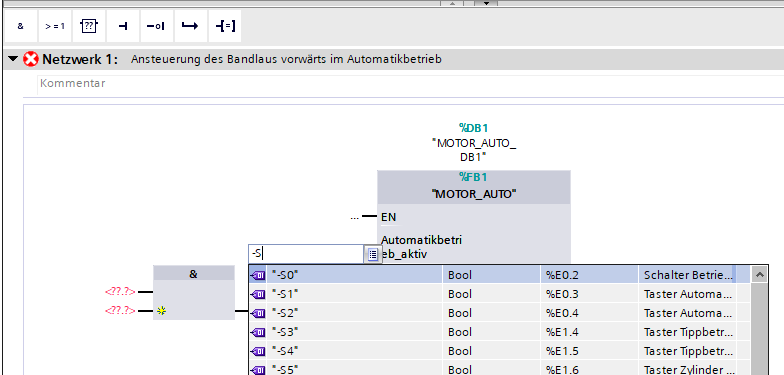 & >=1 ?? -| -o| ↦ -[=]
Netzwerk 1: Ansteuerung des Bandlaus vorwärts im Automatikbetrieb
Kommentar
%DB1
"MOTOR_AUTO_
DB1"
%FB1
"MOTOR_AUTO"
... EN
Automatikbetri
eb_aktiv
-S
&
<??.?>
<??.?>
"-S0" Bool %E0.2 Schalter Betrie...
"-S1" Bool %E0.3 Taster Automa...
"-S2" Bool %E0.4 Taster Automa...
"-S3" Bool %E1.4 Taster Tippbetr...
"-S4" Bool %E1.5 Taster Tippbetr...
"-S5" Bool %E1.6 Taster Zylinder ...